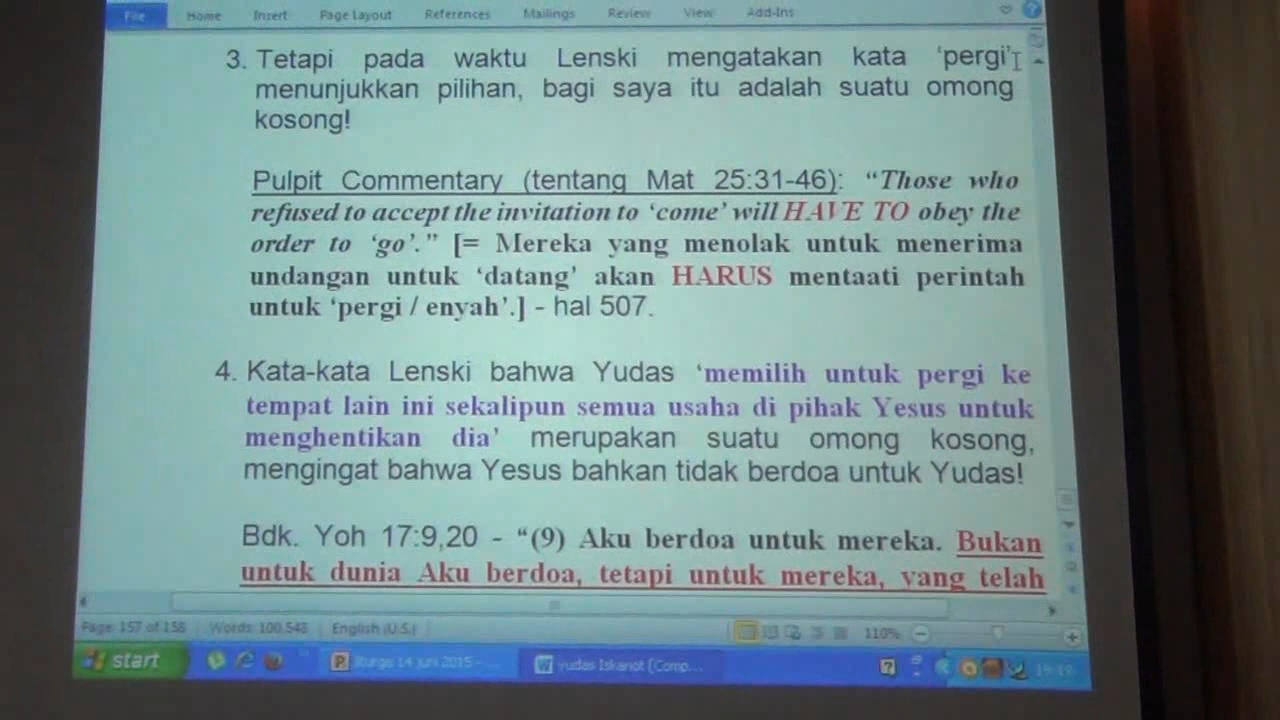 File Home Insert Page Layout References Mailings Review View Add-Ins
3. Tetapi pada waktu Lenski mengatakan kata ‘pergi’
menunjukkan pilihan, bagi saya itu adalah suatu omong
kosong!
Pulpit Commentary (tentang Mat 25:31-46): “Those who
refused to accept the invitation to ‘come’ will HAVE TO obey the
order to ‘go’.” [= Mereka yang menolak untuk menerima
undangan untuk ‘datang’ akan HARUS mentaati perintah
untuk ‘pergi / enyah’.] - hal 507.
4. Kata-kata Lenski bahwa Yudas ‘memilih untuk pergi ke
tempat lain ini sekalipun semua usaha di pihak Yesus untuk
menghentikan dia’ merupakan suatu omong kosong,
mengingat bahwa Yesus bahkan tidak berdoa untuk Yudas!
Bdk. Yoh 17:9,20 - “(9) Aku berdoa untuk mereka. Bukan
untuk dunia Aku berdoa, tetapi untuk mereka, yang telah
Page: 157 of 158 Words: 100,548 English (U.S.) 110%
start liturgi 14 juni 2015 - ... Yudas Iskariot [Comp... 19:19